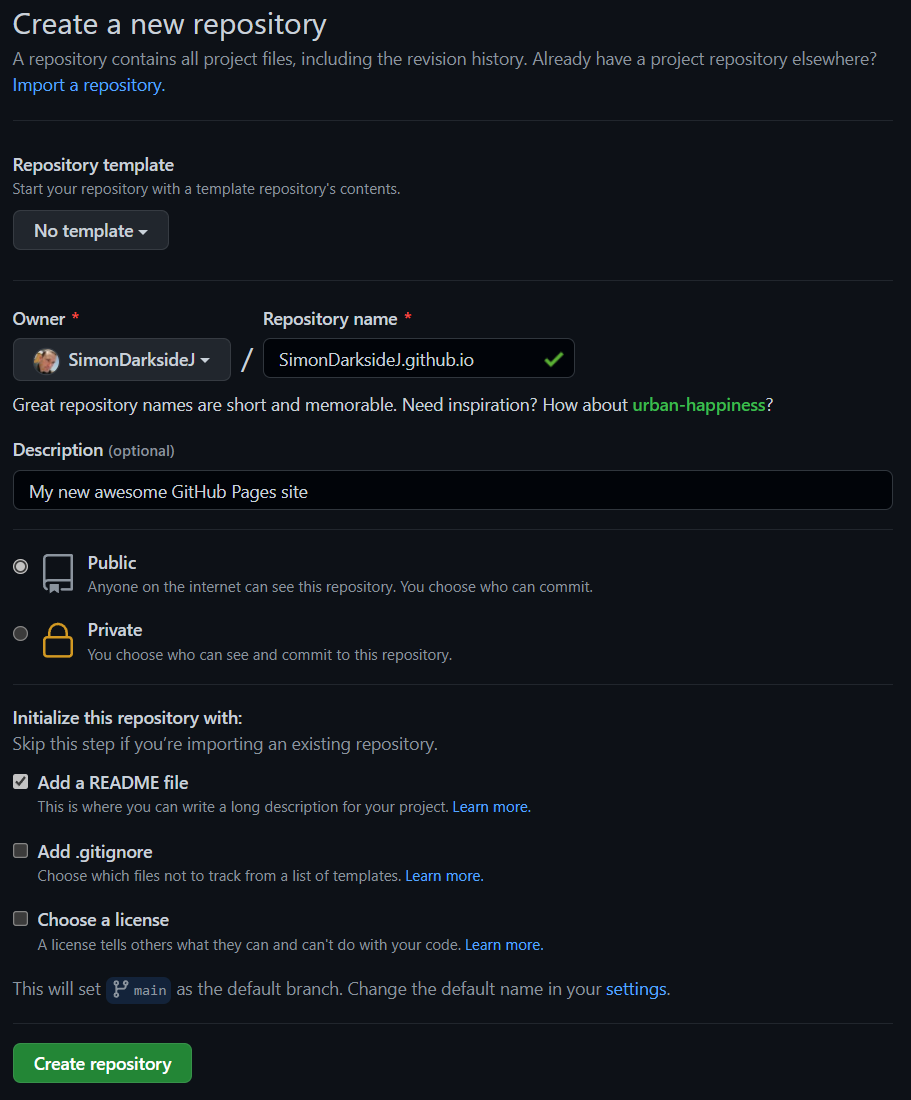 Create a new repository
A repository contains all project files, including the revision history. Already have a project repository elsewhere?
Import a repository.
Repository template
Start your repository with a template repository's contents.
No template
Owner *
Repository name *
SimonDarksideJ / SimonDarksideJ.github.io
Great repository names are short and memorable. Need inspiration? How about urban-happiness?
Description (optional)
My new awesome GitHub Pages site
Public
Anyone on the internet can see this repository. You choose who can commit.
Private
You choose who can see and commit to this repository.
Initialize this repository with:
Skip this step if you’re importing an existing repository.
Add a README file
This is where you can write a long description for your project. Learn more.
Add .gitignore
Choose which files not to track from a list of templates. Learn more.
Choose a license
A license tells others what they can and can't do with your code. Learn more.
This will set main as the default branch. Change the default name in your settings.
Create repository